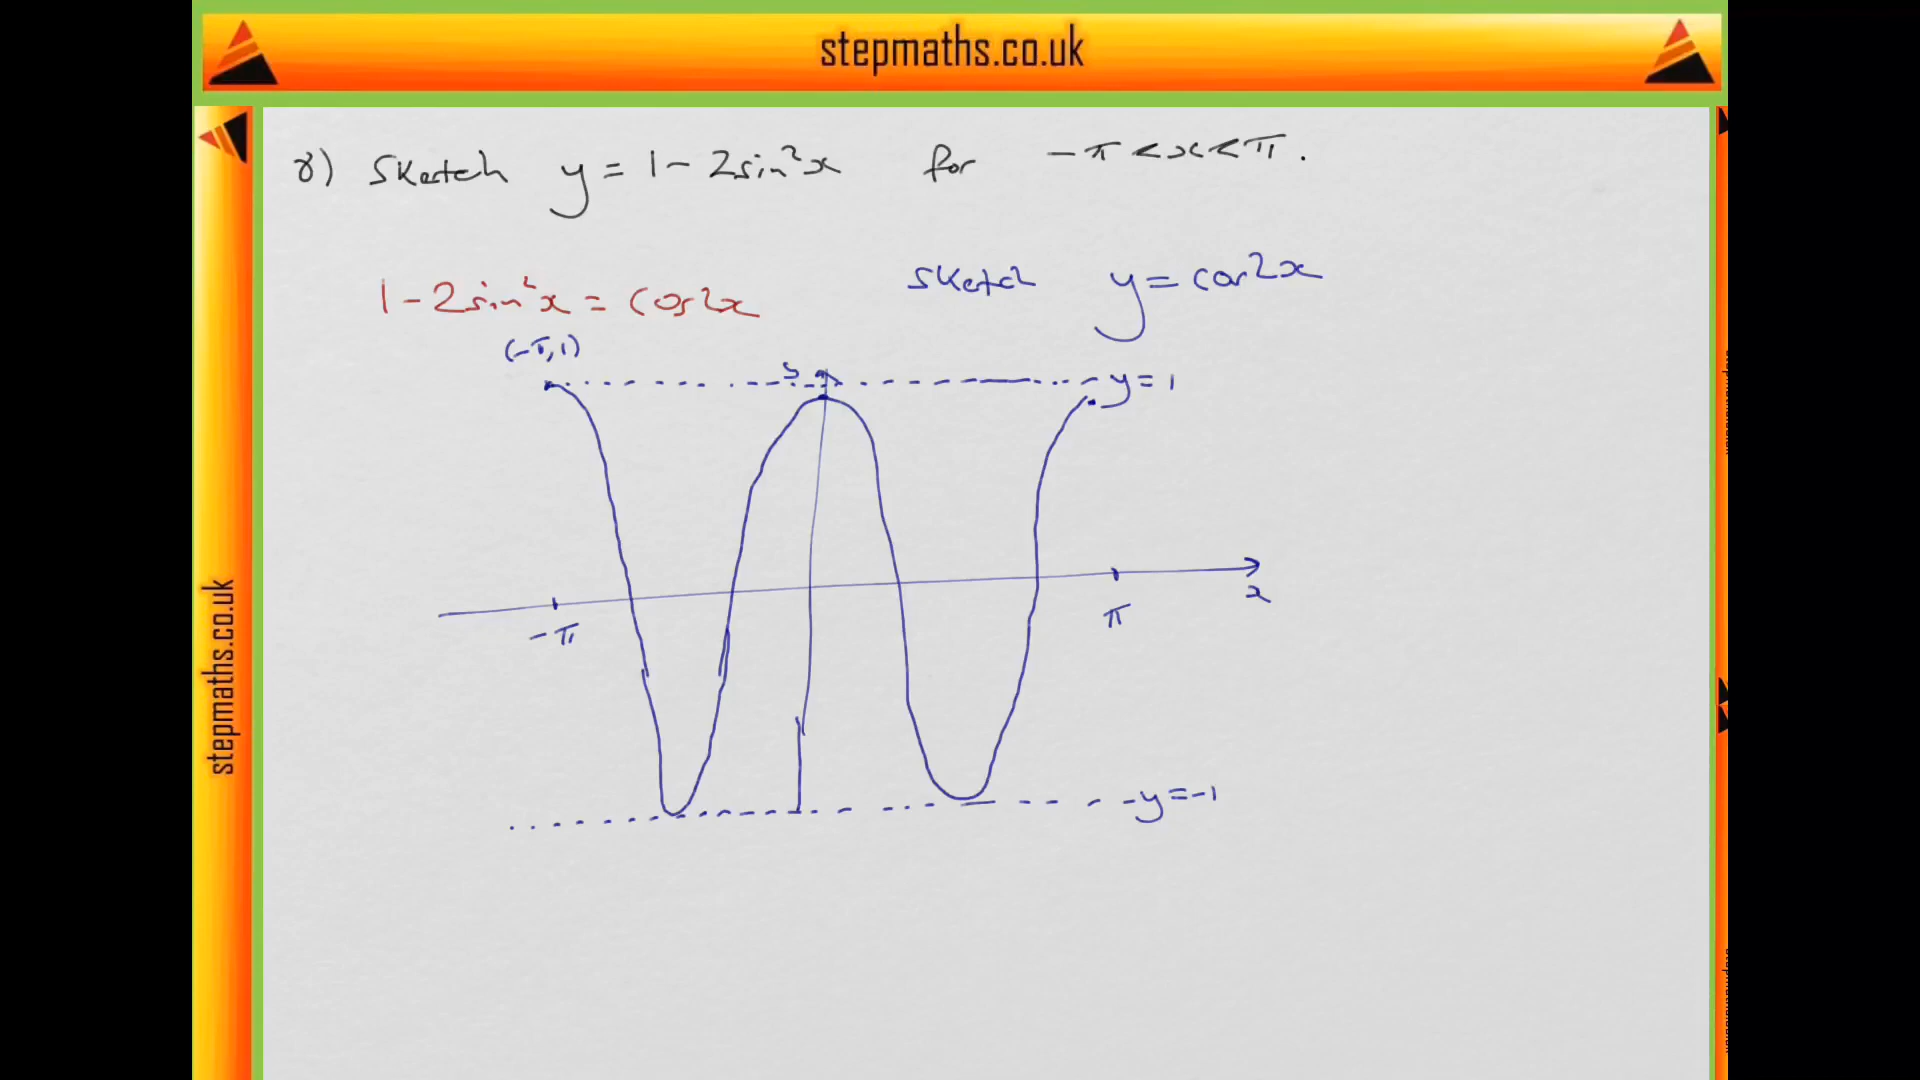 stepmaths.co.uk
8) Sketch y = 1 - 2sin²x for -π < x < π.
1 - 2sin²x = cos2x
Sketch y = cos2x
(-π, 1)
y = 1
-π
π
x
y = -1
stepmaths.co.uk